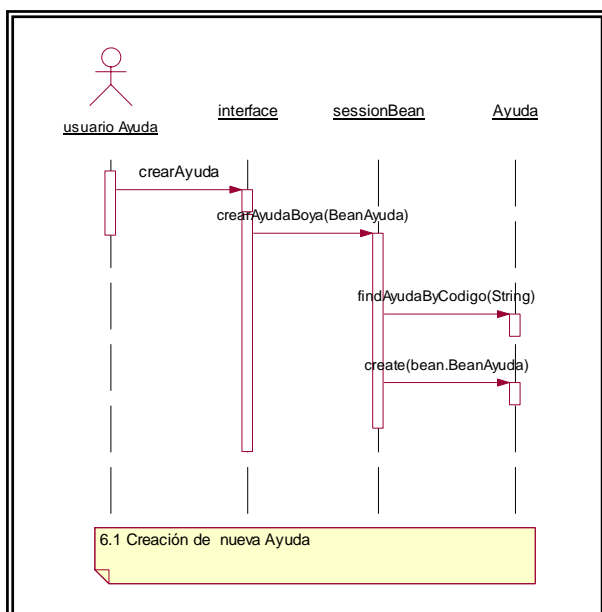 usuario Ayuda
interface
sessionBean
Ayuda
crearAyuda
crearAyudaBoya(BeanAyuda)
findAyudaByCodigo(String)
create(bean.BeanAyuda)
6.1 Creación de  nueva Ayuda